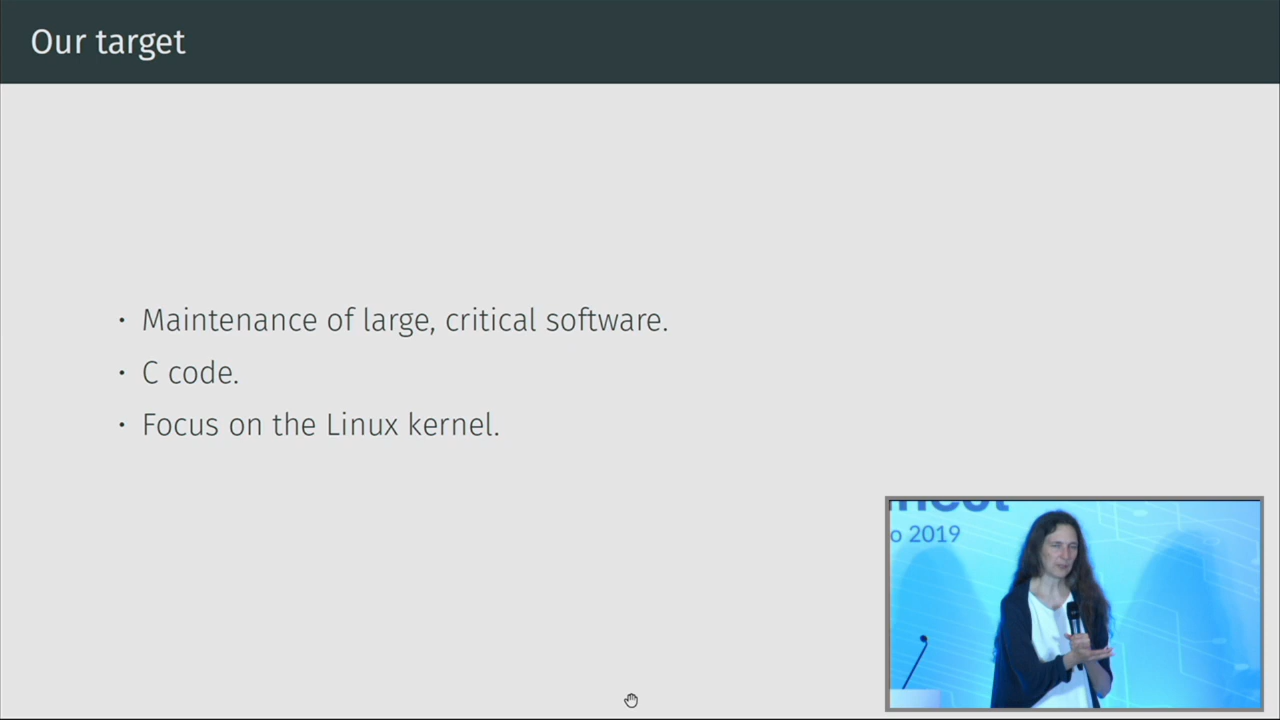 Our target
• Maintenance of large, critical software.
• C code.
• Focus on the Linux kernel.
o 2019